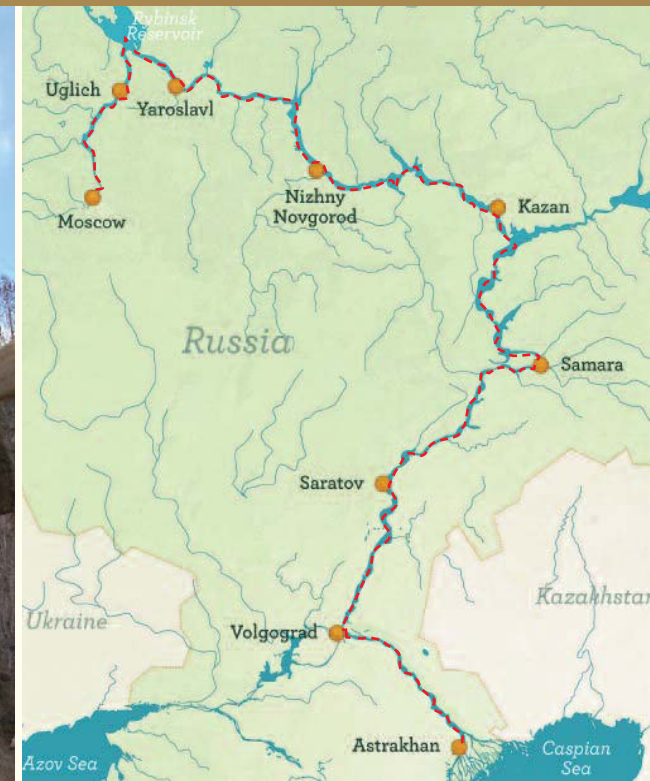 Rybinsk
Reservoir
Uglich
Yaroslavl
Moscow
Nizhny
Novgorod
Kazan
Russia
Samara
Saratov
Kazakhstan
Ukraine
Volgograd
Astrakhan
Azov Sea
Caspian
Sea